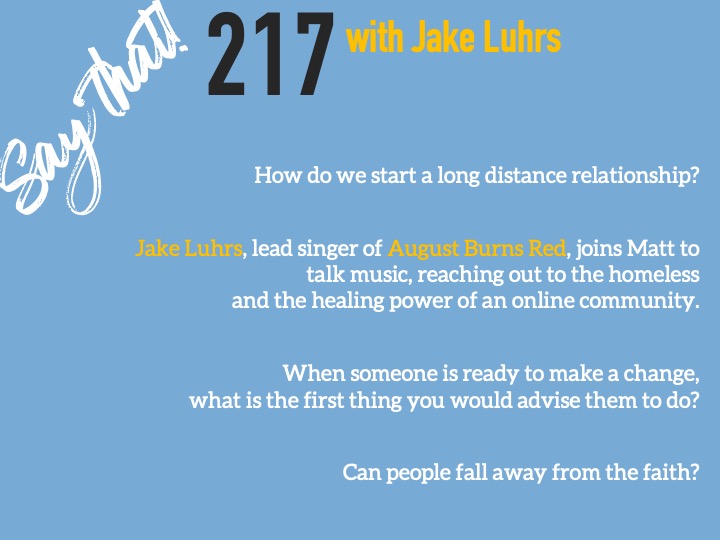 Say that!
217
with Jake Luhrs
How do we start a long distance relationship?
Jake Luhrs, lead singer of August Burns Red, joins Matt to
talk music, reaching out to the homeless
and the healing power of an online community.
When someone is ready to make a change,
what is the first thing you would advise them to do?
Can people fall away from the faith?